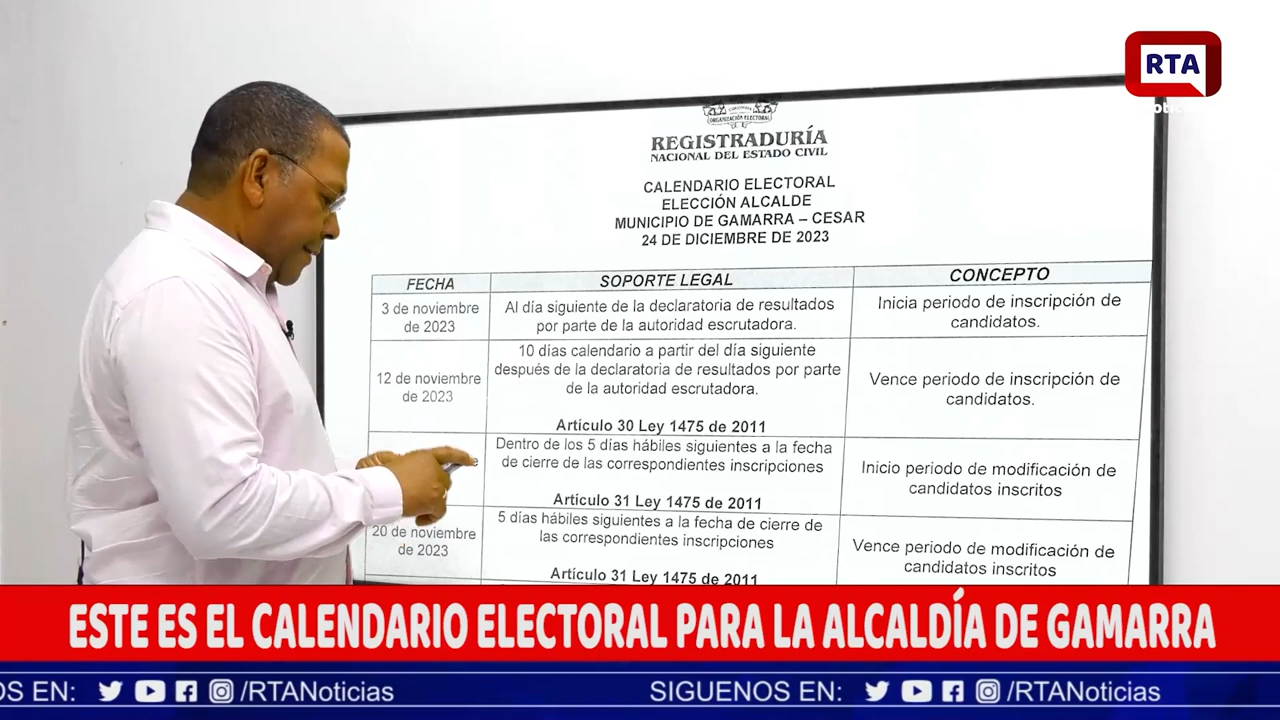 RTA
ORGANIZACIÓN ELECTORAL
REGISTRADURÍA
NACIONAL DEL ESTADO CIVIL
CALENDARIO ELECTORAL
ELECCIÓN ALCALDE
MUNICIPIO DE GAMARRA – CESAR
24 DE DICIEMBRE DE 2023
FECHA
SOPORTE LEGAL
CONCEPTO
3 de noviembre
de 2023
Al día siguiente de la declaratoria de resultados
por parte de la autoridad escrutadora.
Inicia periodo de inscripción de
candidatos.
12 de noviembre
de 2023
10 días calendario a partir del día siguiente
después de la declaratoria de resultados por parte
de la autoridad escrutadora.
Artículo 30 Ley 1475 de 2011
Vence periodo de inscripción de
candidatos.
Dentro de los 5 días hábiles siguientes a la fecha
de cierre de las correspondientes inscripciones
Artículo 31 Ley 1475 de 2011
Inicio periodo de modificación de
candidatos inscritos
20 de noviembre
de 2023
5 días hábiles siguientes a la fecha de cierre de
las correspondientes inscripciones
Artículo 31 Ley 1475 de 2011
Vence periodo de modificación de
candidatos inscritos
ESTE ES EL CALENDARIO ELECTORAL PARA LA ALCALDÍA DE GAMARRA
OS EN: /RTANoticias SIGUENOS EN: /RTANoticias